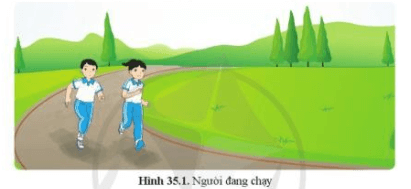 Hình 35.1. Người đang chạy